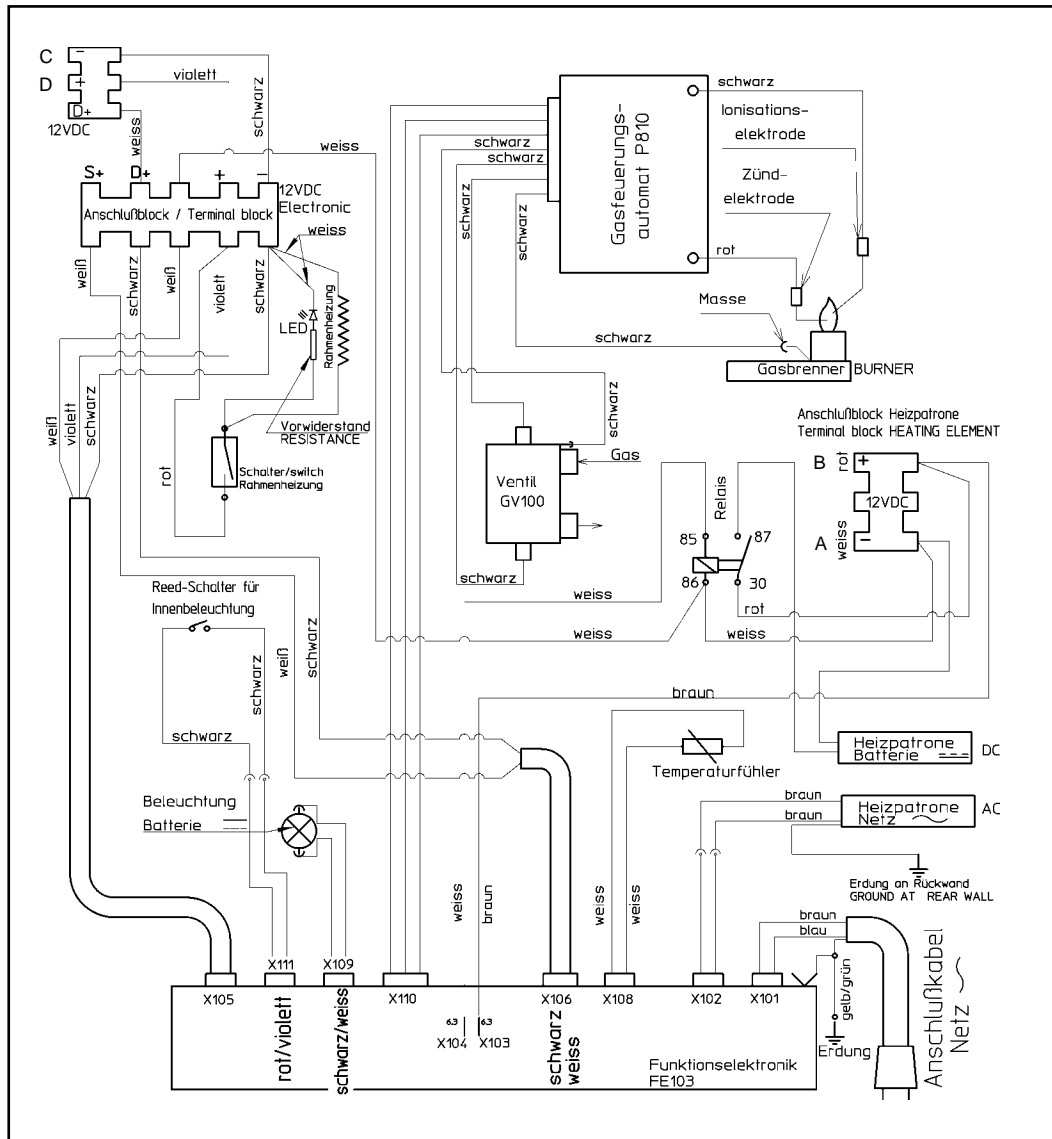 C
−
D
+
violett
D+
12VDC
schwarz
weiss
weiss
S+
D+
+
−
12VDC
Electronic
Anschlußblock / Terminal block
weiss
weiß
schwarz
weiß
violett
schwarz
LED
Rahmenheizung
Vorwiderstand
RESISTANCE
rot
Schalter/switch
Rahmenheizung
weiß
violett
schwarz
schwarz
schwarz
schwarz
schwarz
Gasfeuerungs-
automat P810
schwarz
Ionisations-
elektrode
Zünd-
elektrode
rot
Masse
schwarz
Gasbrenner
BURNER
schwarz
Gas
Ventil
GV100
schwarz
Anschlußblock Heizpatrone
Terminal block HEATING ELEMENT
B
rot
+
12VDC
A
weiss
−
Relais
85
87
86
30
weiss
rot
weiss
weiss
Reed-Schalter für
Innenbeleuchtung
schwarz
schwarz
weiß
schwarz
braun
Heizpatrone
Batterie
DC
Temperaturfühler
braun
braun
Heizpatrone
Netz
AC
Beleuchtung
Batterie
Erdung an Rückwand
GROUND AT REAR WALL
weiss
braun
weiss
weiss
braun
blau
gelb/grün
Erdung
Anschlußkabel
Netz
X105
X111
rot/violett
X109
schwarz/weiss
X110
6.3
6.3
X104
X103
X106
schwarz
weiss
X108
X102
X101
Funktionselektronik
FE103